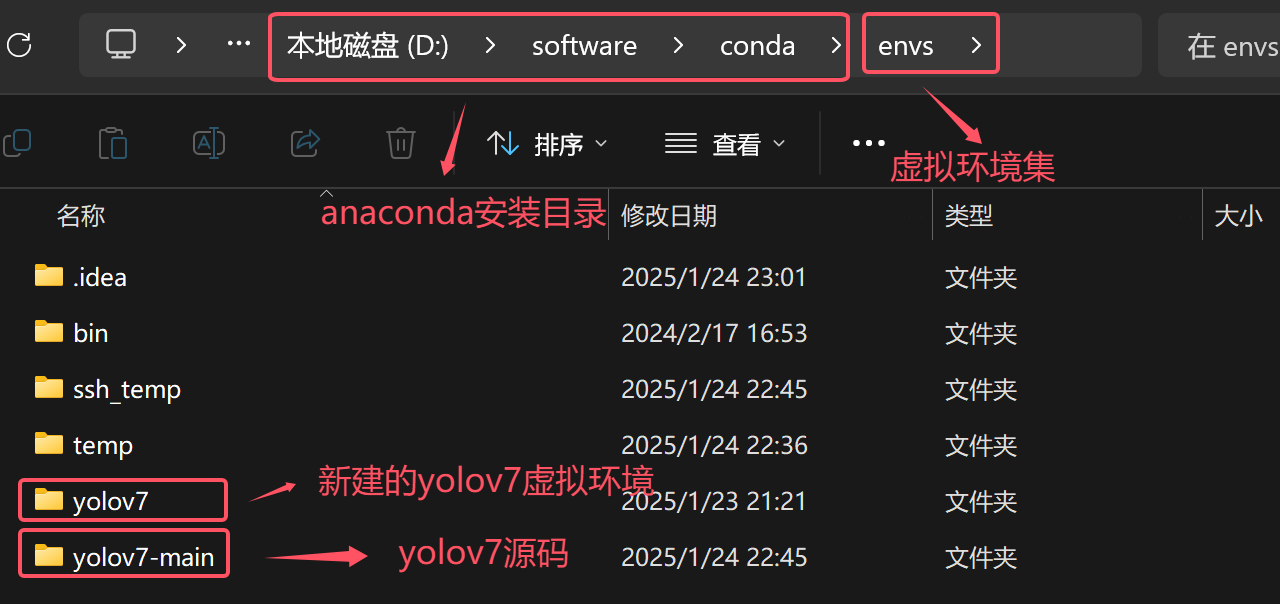 本地磁盘 (D:) > software > conda > envs > 在 envs
排序 查看
虚拟环境集
名称 anaconda安装目录 修改日期 类型 大小
.idea 2025/1/24 23:01 文件夹
bin 2024/2/17 16:53 文件夹
ssh_temp 2025/1/24 22:45 文件夹
temp 2025/1/24 22:36 文件夹
新建的yolov7虚拟环境
yolov7 2025/1/23 21:21 文件夹
yolov7-main yolov7源码 2025/1/24 22:45 文件夹